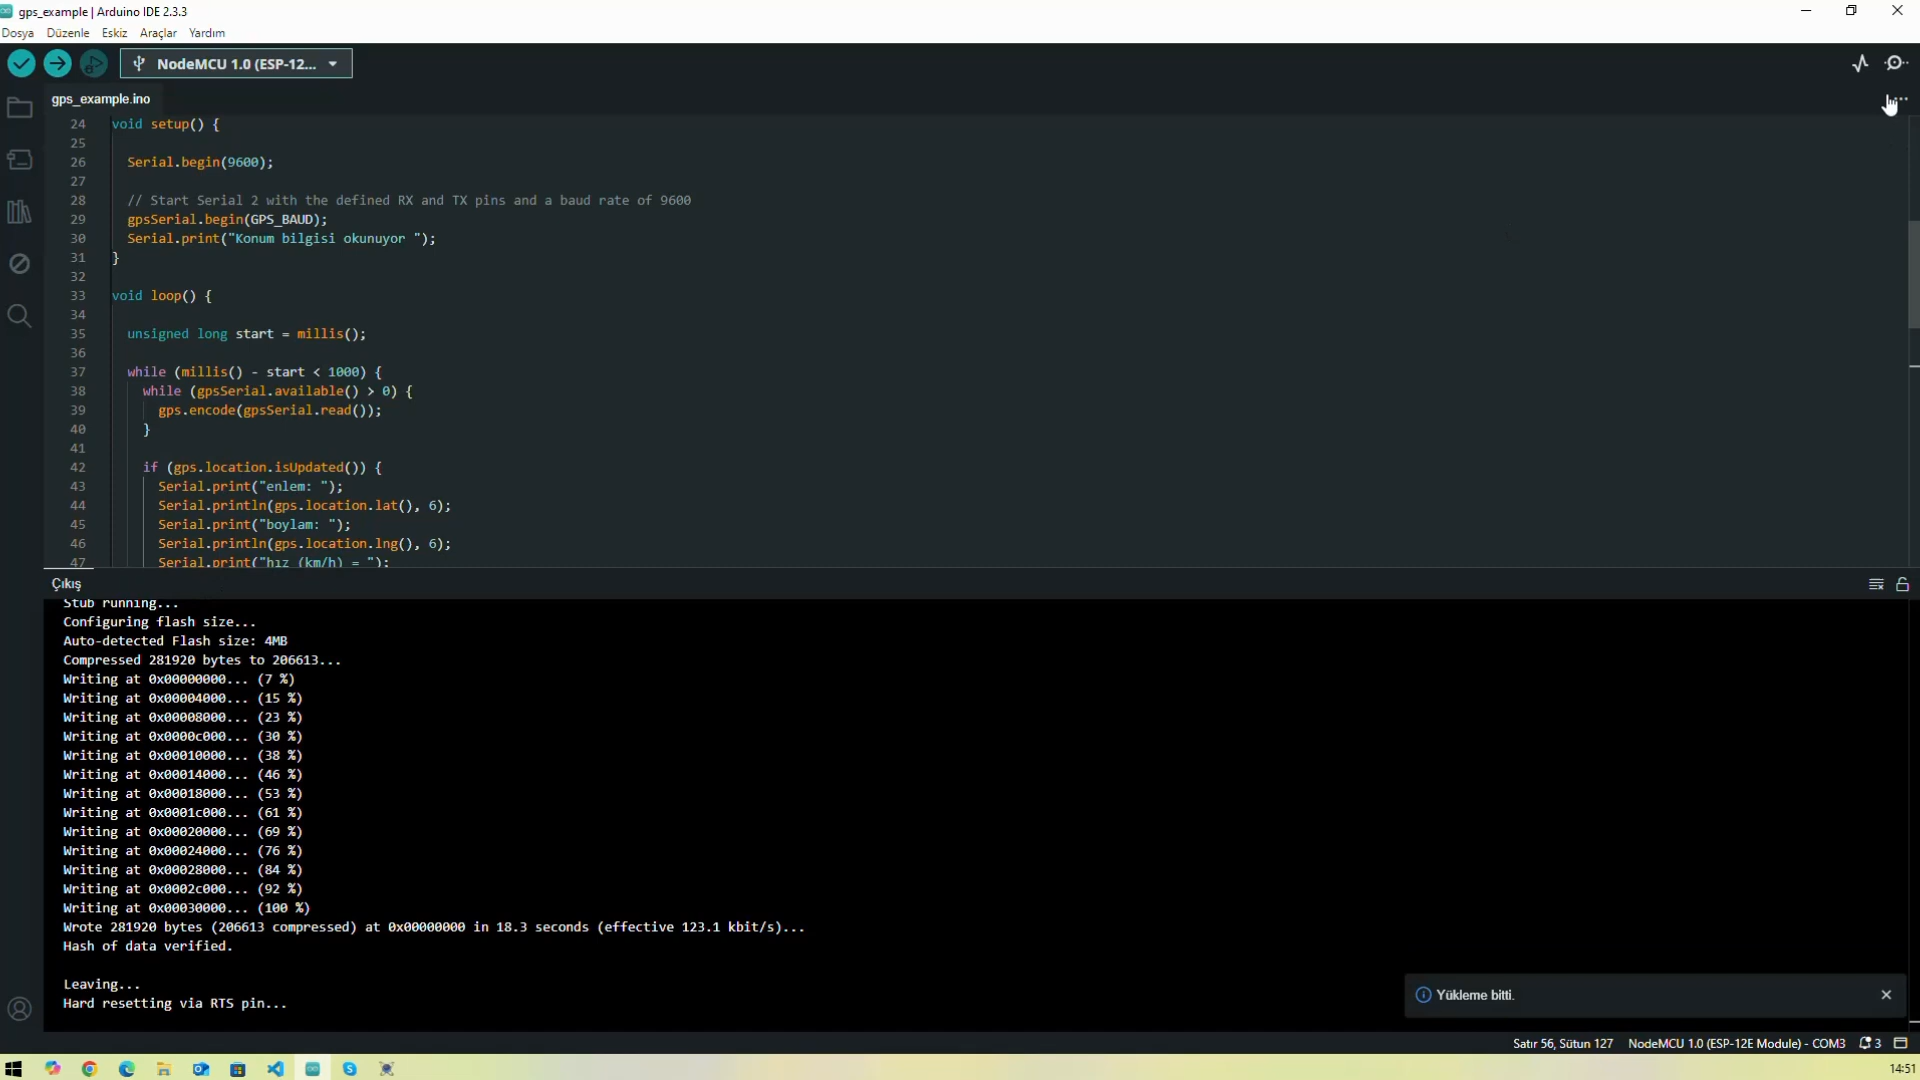 gps_example | Arduino IDE 2.3.3
Dosya Düzenle Eskiz Araçlar Yardım
NodeMCU 1.0 (ESP-12...
gps_example.ino
24 void setup() {
25
26 Serial.begin(9600);
27
28 // Start Serial 2 with the defined RX and TX pins and a baud rate of 9600
29 gpsSerial.begin(GPS_BAUD);
30 Serial.print("Konum bilgisi okunuyor ");
31 }
32
33 void loop() {
34
35 unsigned long start = millis();
36
37 while (millis() - start < 1000) {
38 while (gpsSerial.available() > 0) {
39 gps.encode(gpsSerial.read());
40 }
41
42 if (gps.location.isUpdated()) {
43 Serial.print("enlem: ");
44 Serial.println(gps.location.lat(), 6);
45 Serial.print("boylam: ");
46 Serial.println(gps.location.lng(), 6);
47 Serial.print("hız (km/h) = ");
Çıkış
Stub running...
Configuring flash size...
Auto-detected Flash size: 4MB
Compressed 281920 bytes to 206613...
Writing at 0x00000000... (7 %)
Writing at 0x00004000... (15 %)
Writing at 0x00008000... (23 %)
Writing at 0x0000c000... (30 %)
Writing at 0x00010000... (38 %)
Writing at 0x00014000... (46 %)
Writing at 0x00018000... (53 %)
Writing at 0x0001c000... (61 %)
Writing at 0x00020000... (69 %)
Writing at 0x00024000... (76 %)
Writing at 0x00028000... (84 %)
Writing at 0x0002c000... (92 %)
Writing at 0x00030000... (100 %)
Wrote 281920 bytes (206613 compressed) at 0x00000000 in 18.3 seconds (effective 123.1 kbit/s)...
Hash of data verified.
Leaving...
Hard resetting via RTS pin...
Yükleme bitti.
Satır 56, Sütun 127 NodeMCU 1.0 (ESP-12E Module) - COM3 3
14:51